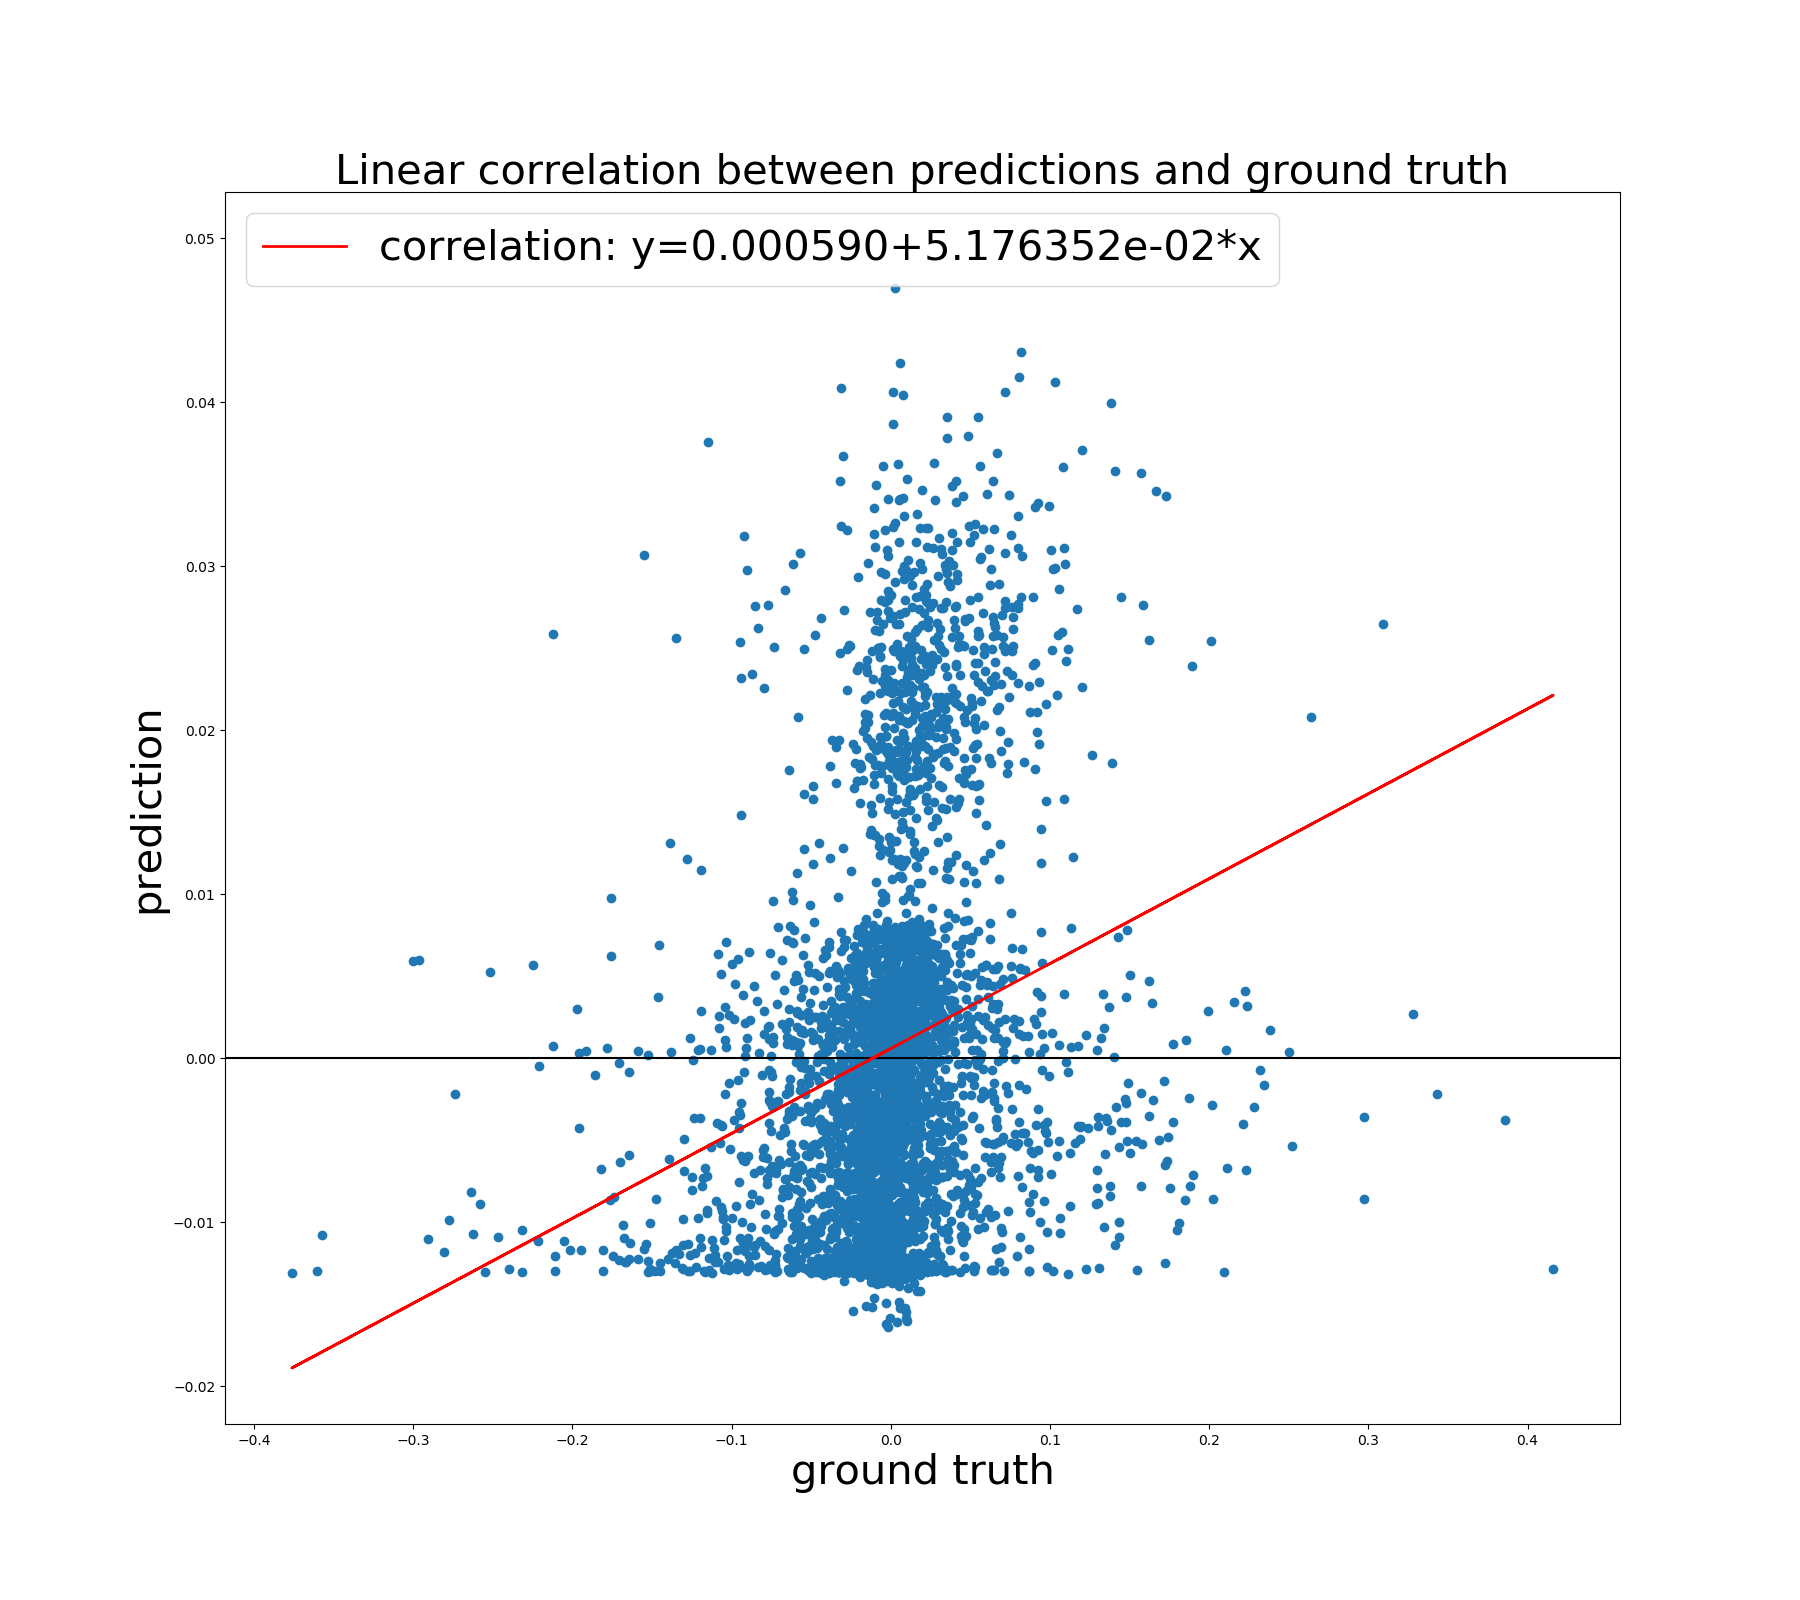 Linear correlation between predictions and ground truth
correlation: y=0.000590+5.176352e-02*x
0.05
0.04
0.03
0.02
0.01
0.00
−0.01
−0.02
prediction
−0.4 −0.3 −0.2 −0.1 0.0 0.1 0.2 0.3 0.4
ground truth